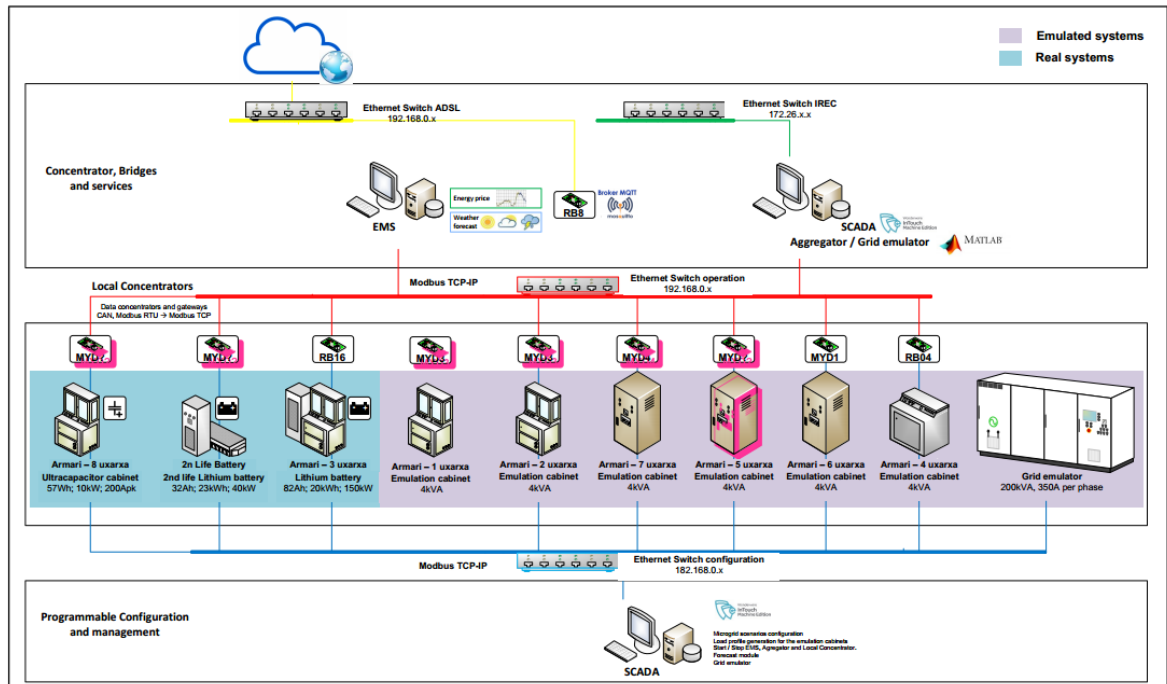 Emulated systems
Real systems
Ethernet Switch ADSL
192.168.0.x
Ethernet Switch IREC
172.26.x.x
Concentrator, Bridges
and services
EMS
Energy price
Weather
forecast
RB8
Broker MQTT
mosquitto
SCADA
InTouch
Machine Edition
Aggregator / Grid emulator
MATLAB
Local Concentrators
Modbus TCP-IP
Ethernet Switch operation
192.168.0.x
Data concentrators and gateways
CAN, Modbus RTU → Modbus TCP
RB16
MYD1
RB04
Armari – 8 uxarxa
Ultracapacitor cabinet
57Wh; 10kW; 200Apk
2n Life Battery
2nd life Lithium battery
32Ah; 23kWh; 40kW
Armari – 3 uxarxa
Lithium battery
82Ah; 20kWh; 150kW
Armari – 1 uxarxa
Emulation cabinet
4kVA
Armari – 2 uxarxa
Emulation cabinet
4kVA
Armari – 7 uxarxa
Emulation cabinet
4kVA
Armari – 5 uxarxa
Emulation cabinet
4kVA
Armari – 6 uxarxa
Emulation cabinet
4kVA
Armari – 4 uxarxa
Emulation cabinet
4kVA
Grid emulator
200kVA, 350A per phase
Modbus TCP-IP
Ethernet Switch configuration
182.168.0.x
Programmable Configuration
and management
SCADA
InTouch
Machine Edition
Microgrid scenarios configuration
Load profile generation for the emulation cabinets
Start / Stop EMS, Agregator and Local Concentrator.
Forecast module
Grid emulator